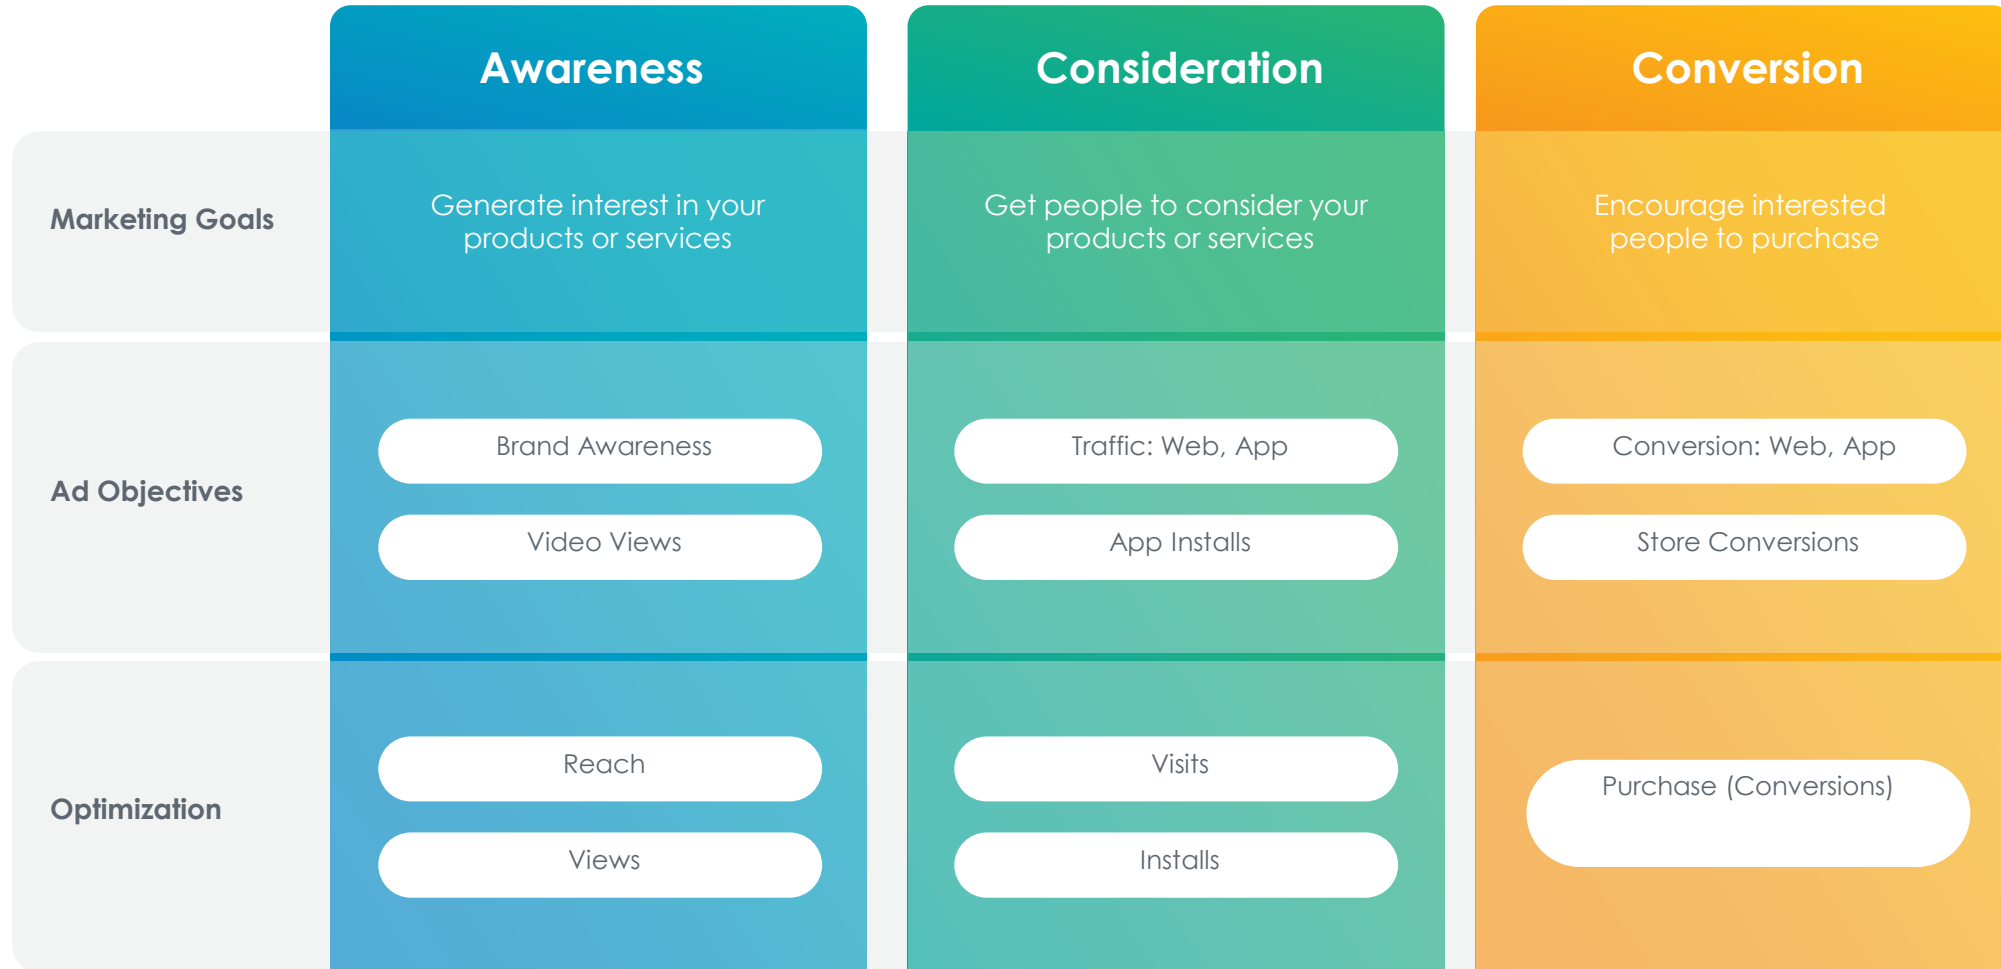 Awareness
Consideration
Conversion
Marketing Goals
Generate interest in your
products or services
Get people to consider your
products or services
Encourage interested
people to purchase
Ad Objectives
Brand Awareness
Traffic: Web, App
Conversion: Web, App
Video Views
App Installs
Store Conversions
Optimization
Reach
Visits
Purchase (Conversions)
Views
Installs